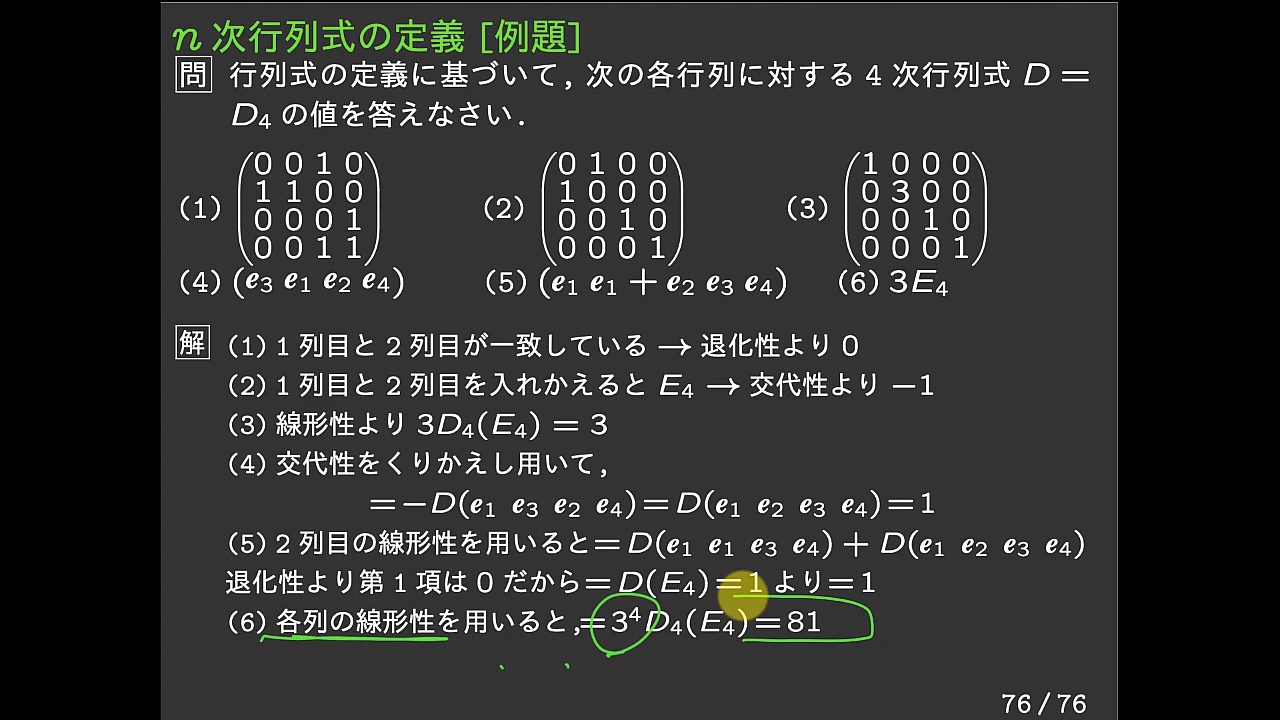 n 次行列式の定義 [例題]
問 行列式の定義に基づいて, 次の各行列に対する 4 次行列式 D =
D₄ の値を答えなさい.
(1) (0 0 1 0
1 1 0 0
0 0 0 1
0 0 1 1)
(2) (0 1 0 0
1 0 0 0
0 0 1 0
0 0 0 1)
(3) (1 0 0 0
0 3 0 0
0 0 1 0
0 0 0 1)
(4) (e₃ e₁ e₂ e₄) (5) (e₁ e₁ + e₂ e₃ e₄) (6) 3E₄
解 (1) 1 列目と 2 列目が一致している → 退化性より 0
(2) 1 列目と 2 列目を入れかえると E₄ → 交代性より −1
(3) 線形性より 3D₄(E₄) = 3
(4) 交代性をくりかえし用いて,
=−D(e₁ e₃ e₂ e₄)=D(e₁ e₂ e₃ e₄)=1
(5) 2 列目の線形性を用いると=D(e₁ e₁ e₃ e₄) + D(e₁ e₂ e₃ e₄)
退化性より第 1 項は 0 だから=D(E₄)=1 より=1
(6) 各列の線形性を用いると,=3⁴D₄(E₄)=81
76 / 76